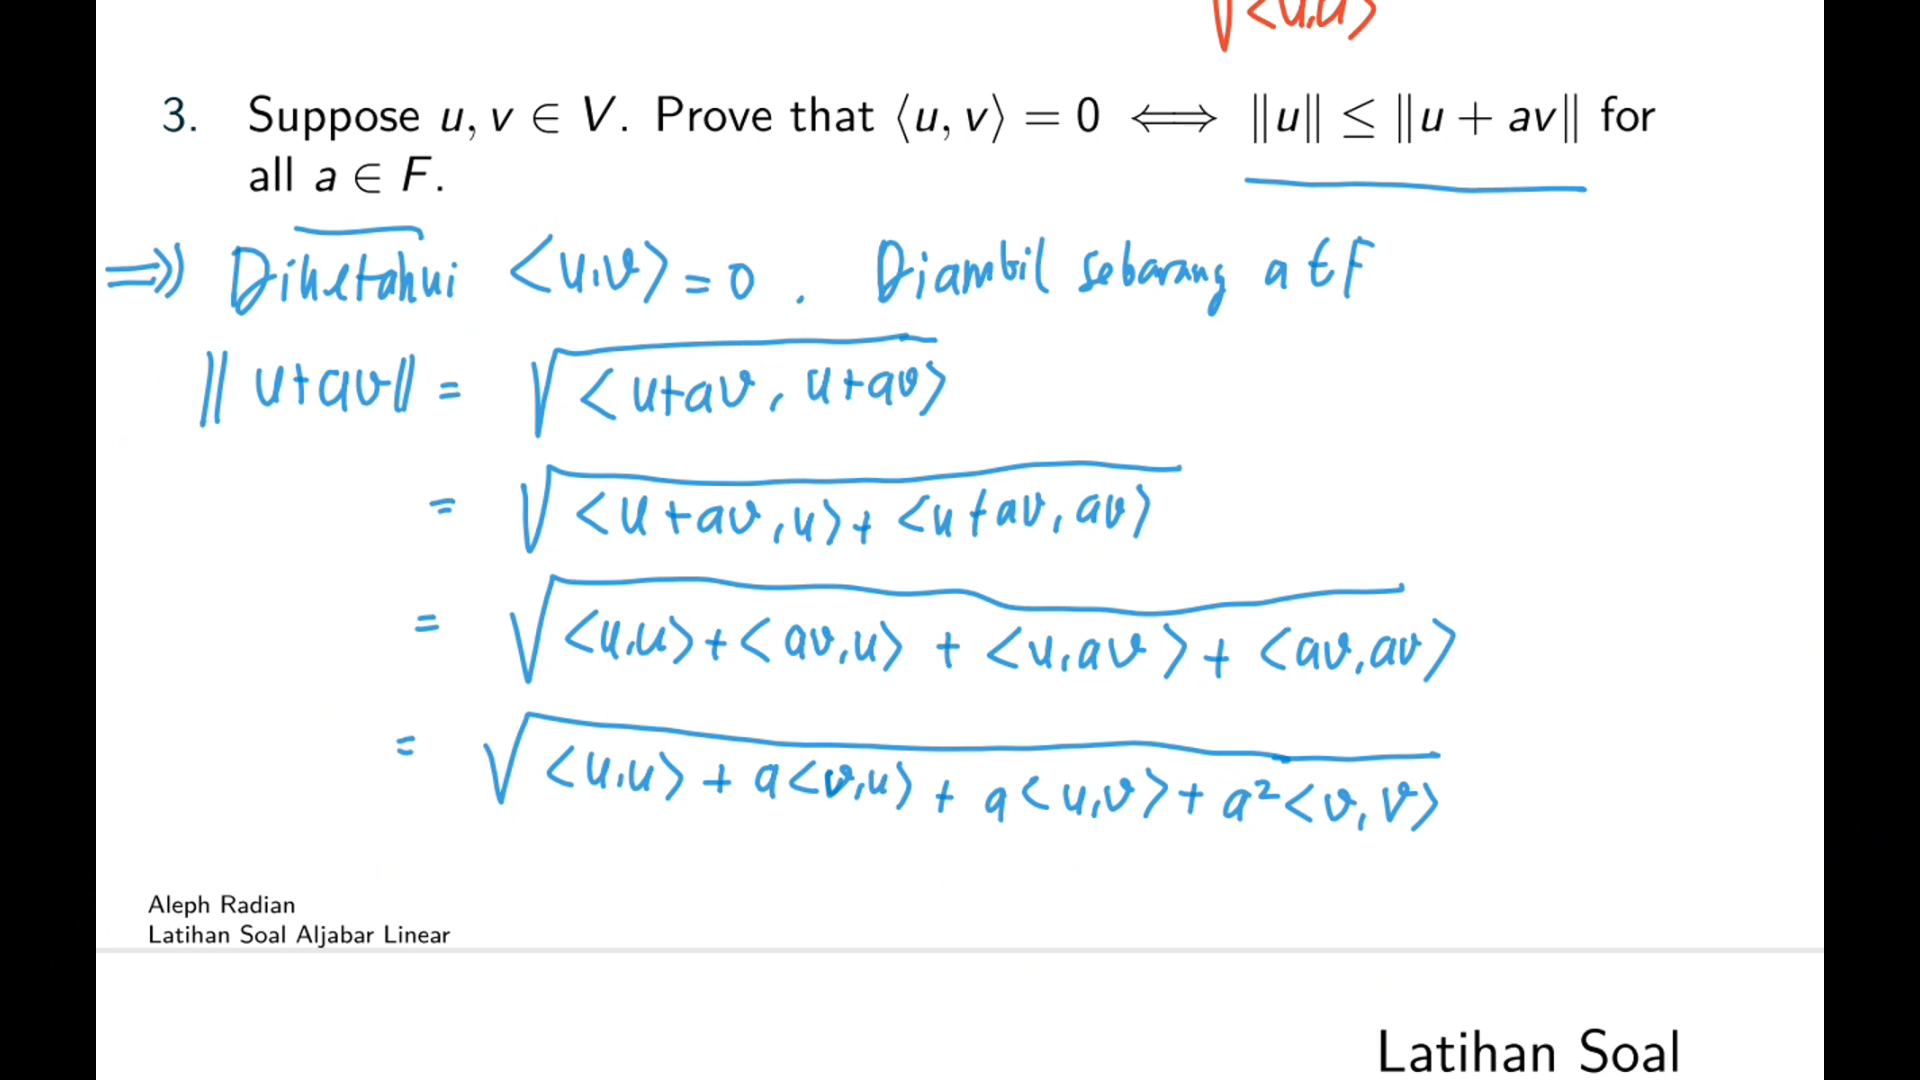 √<u,u>
3. Suppose u, v ∈ V. Prove that ⟨u, v⟩ = 0 ⟺ ‖u‖ ≤ ‖u + av‖ for
all a ∈ F.
⇒) Diketahui <u,v> = 0 . Diambil sebarang a ∈ F
‖u+av‖ = √<u+av, u+av>
= √<u+av,u> + <u+av,av>
= √<u,u> + <av,u> + <u,av> + <av,av>
= √<u,u> + a<v,u> + a<u,v> + a²<v,v>
Aleph Radian
Latihan Soal Aljabar Linear
Latihan Soal